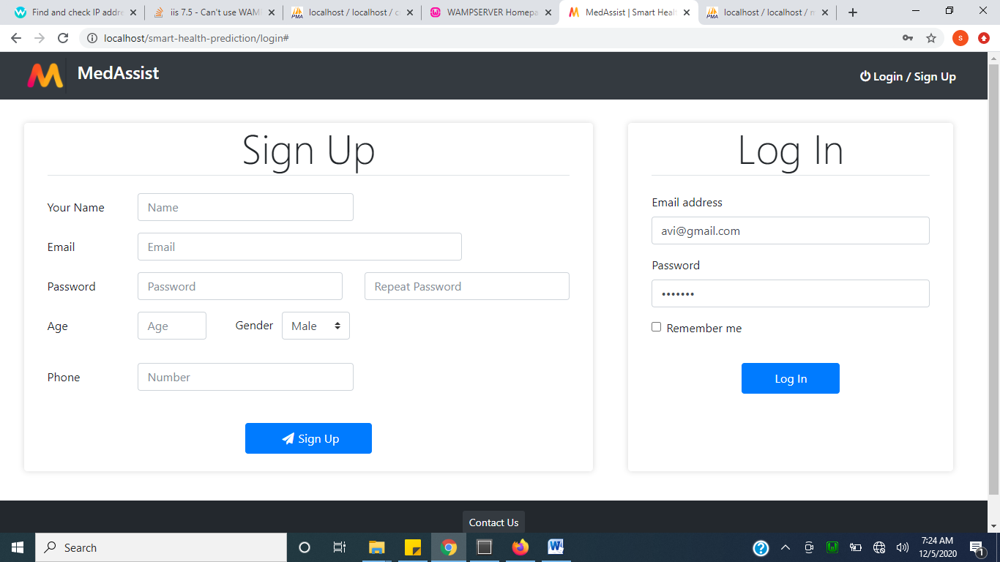 Find and check IP addre
iis 7.5 - Can't use WAM
localhost / localhost / c
WAMPSERVER Homepa
MedAssist | Smart Healt
localhost / localhost / m
localhost/smart-health-prediction/login#
s
MedAssist
Login / Sign Up
Sign Up
Your Name
Name
Email
Email
Password
Password
Repeat Password
Age
Age
Gender
Male
Phone
Number
Sign Up
Log In
Email address
avi@gmail.com
Password
•••••••
Remember me
Log In
Contact Us
Search
7:24 AM
12/5/2020
1